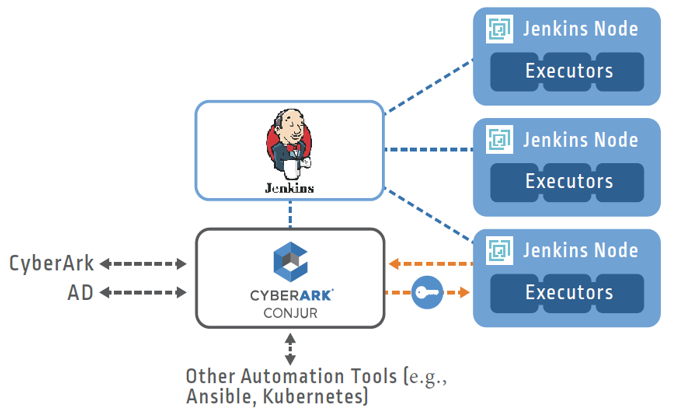 Jenkins Node
Executors
Jenkins Node
Executors
Jenkins
Jenkins Node
Executors
CyberArk
AD
CYBERARK®
CONJUR
Other Automation Tools (e.g.,
Ansible, Kubernetes)